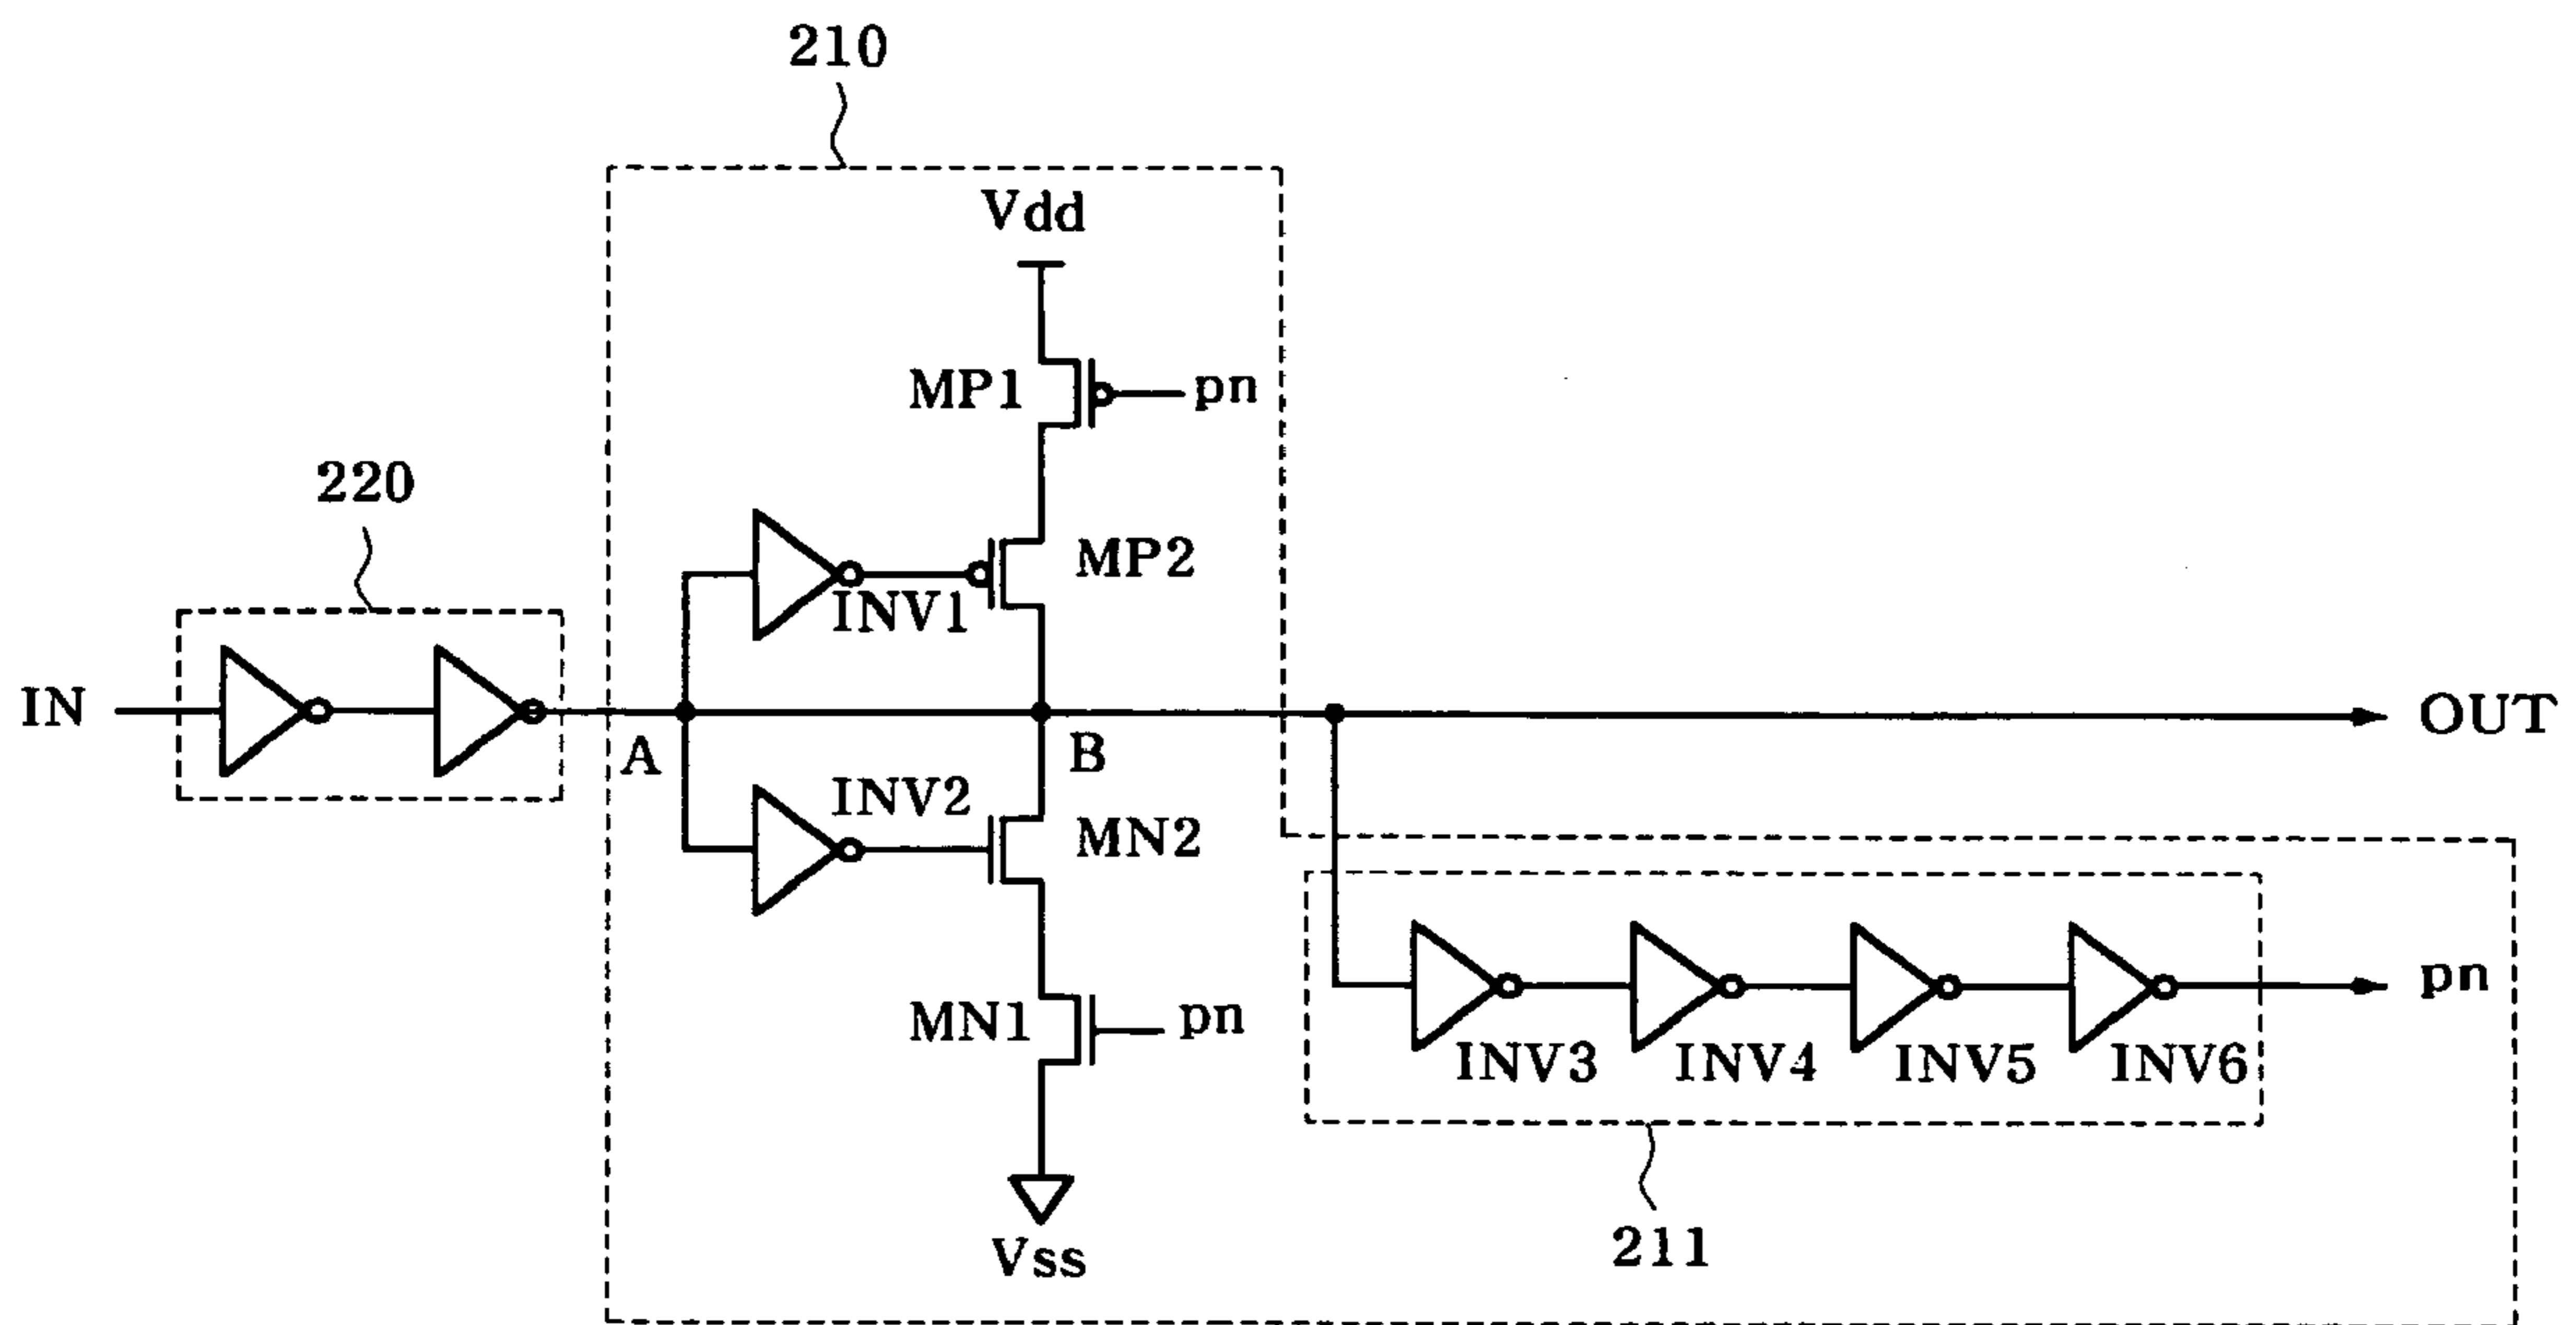 210
Vdd
MP1
pn
220
MP2
INV1
IN
A
B
OUT
INV2
MN2
MN1
pn
pn
INV3
INV4
INV5
INV6
Vss
211